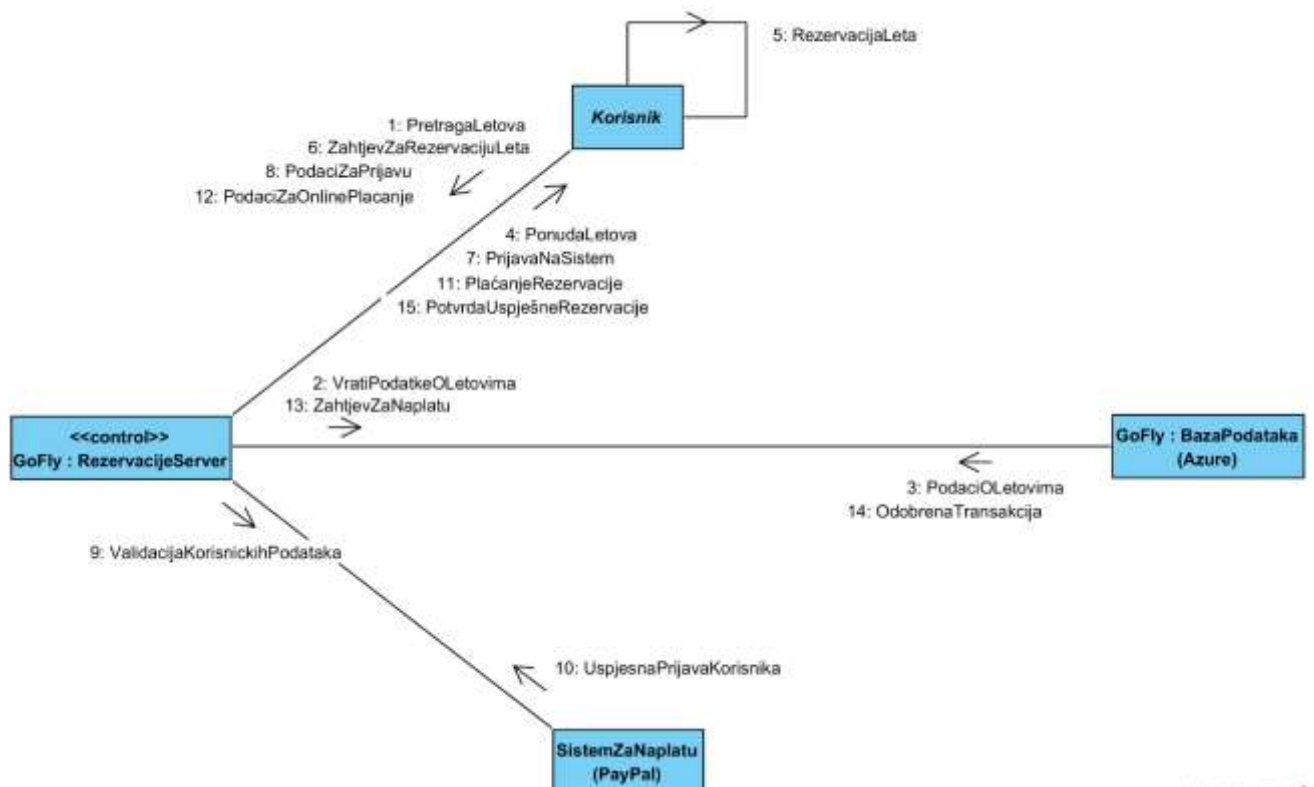 5: RezervacijaLeta
Korisnik
1: PretragaLetova
6: ZahtjevZaRezervacijuLeta
8: PodaciZaPrijavu
12: PodaciZaOnlinePlacanje
4: PonudaLetova
7: PrijavaNaSistem
11: PlaćanjeRezervacije
15: PotvrdaUspješneRezervacije
2: VratiPodatkeOLetovima
13: ZahtjevZaNaplatu
<<control>>
GoFly : RezervacijeServer
GoFly : BazaPodataka
(Azure)
3: PodaciOLetovima
14: OdobrenaTransakcija
9: ValidacijaKorisnickihPodataka
10: UspjesnaPrijavaKorisnika
SistemZaNaplatu
(PayPal)